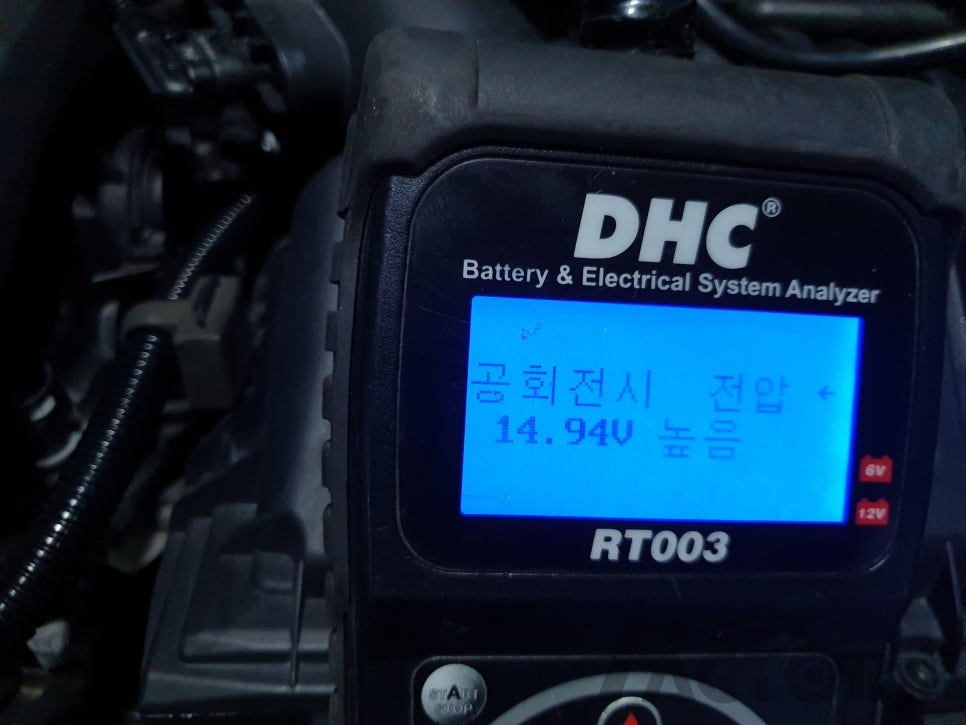 DHC®
Battery & Electrical System Analyzer
공회전시 전압 ←
14.94V 높음
6V
12V
RT003
START
STOP